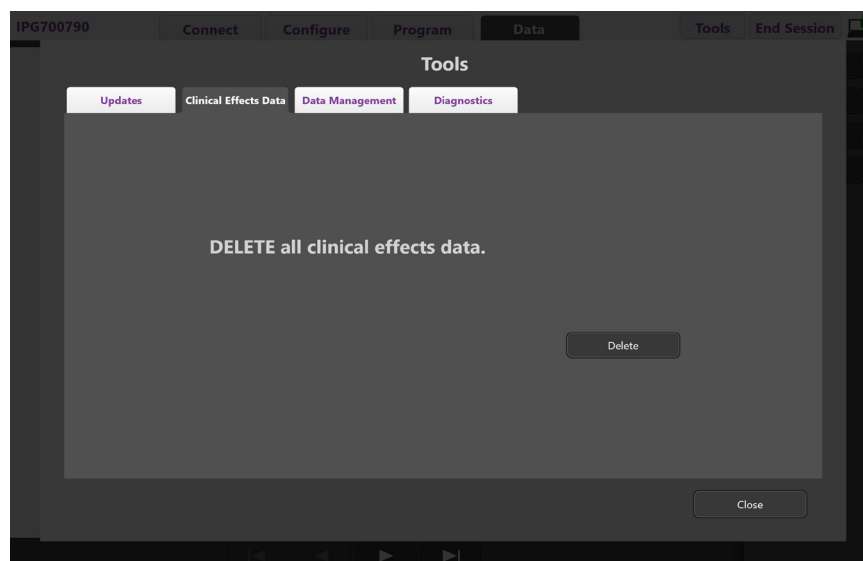 IPG700790 Connect Configure Program Data Tools End Session
Tools
Updates Clinical Effects Data Data Management Diagnostics
DELETE all clinical effects data.
Delete
Close